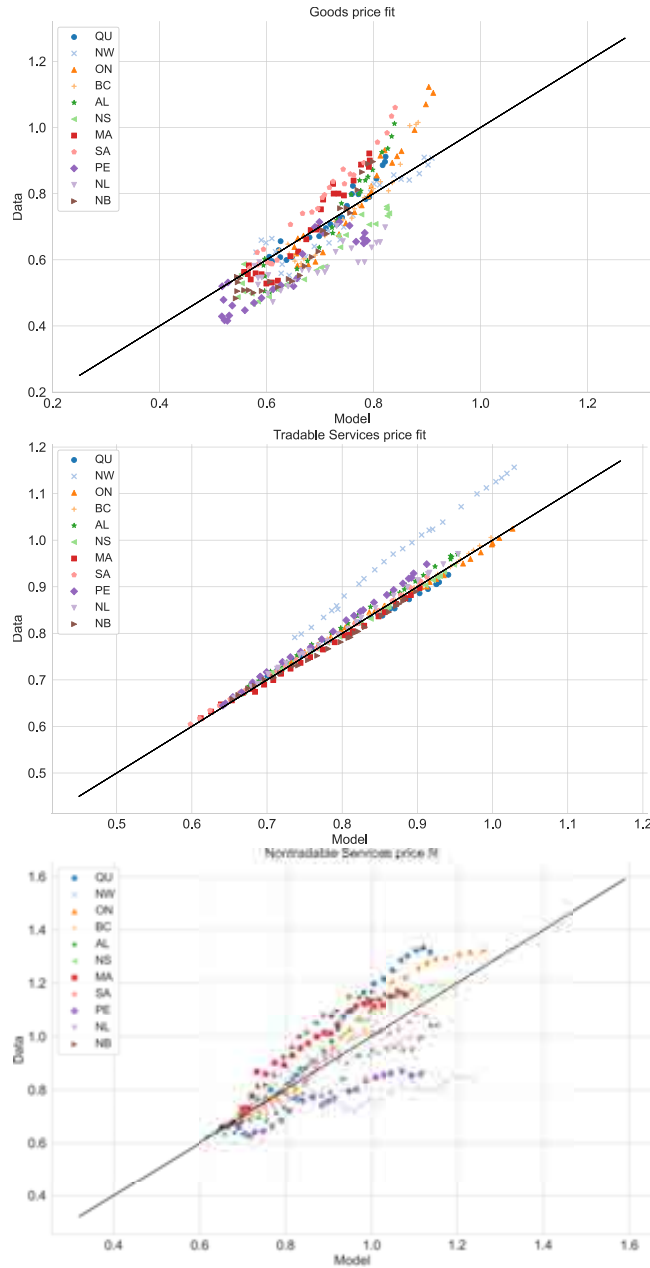 Goods price fit
QU
NW
ON
BC
AL
NS
MA
SA
PE
NL
NB
1.2
1.0
0.8
0.6
0.4
0.2
Data
0.2 0.4 0.6 0.8 1.0 1.2
Model
Tradable Services price fit
QU
NW
ON
BC
AL
NS
MA
SA
PE
NL
NB
1.2
1.1
1.0
0.9
0.8
0.7
0.6
0.5
Data
0.5 0.6 0.7 0.8 0.9 1.0 1.1 1.2
Model
Nontradable Services price fit
QU
NW
ON
BC
AL
NS
MA
SA
PE
NL
NB
1.6
1.4
1.2
1.0
0.8
0.6
0.4
Data
0.4 0.6 0.8 1.0 1.2 1.4 1.6
Model